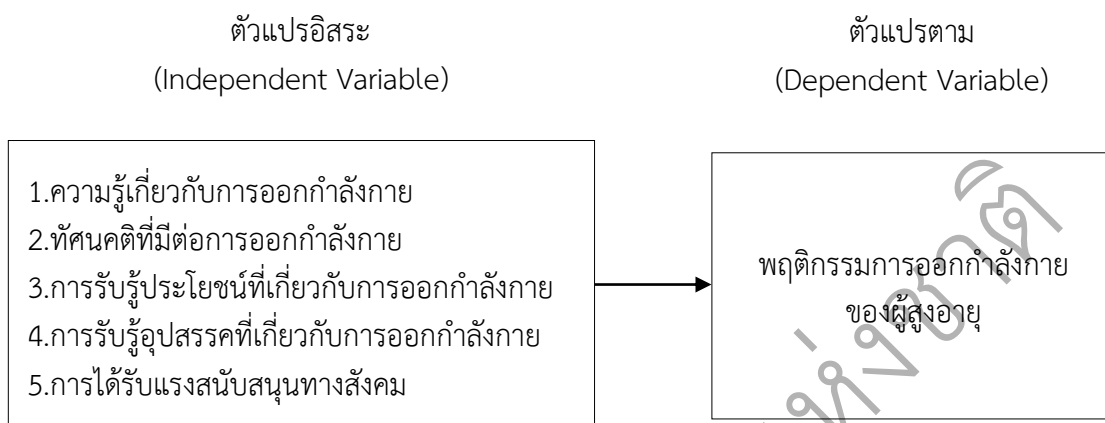 ตัวแปรอิสระ
(Independent Variable)
ตัวแปรตาม
(Dependent Variable)
1.ความรู้เกี่ยวกับการออกกำลังกาย
2.ทัศนคติที่มีต่อการออกกำลังกาย
3.การรับรู้ประโยชน์ที่เกี่ยวกับการออกกำลังกาย
4.การรับรู้อุปสรรคที่เกี่ยวกับการออกกำลังกาย
5.การได้รับแรงสนับสนุนทางสังคม
พฤติกรรมการออกกำลังกาย
ของผู้สูงอายุ